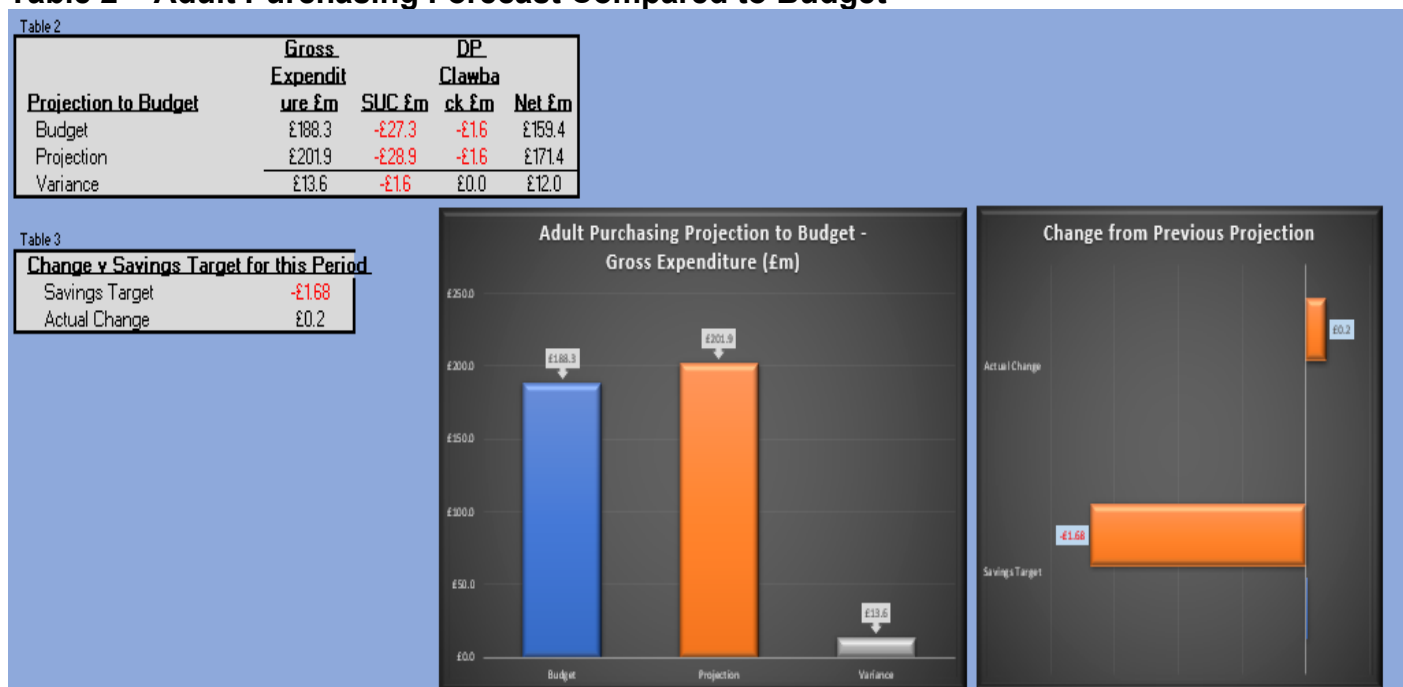 Table 2 – Adult Purchasing Forecast Compared to Budget
Table 2
Gross DP
Expendit Clawba
Projection to Budget ure £m SUC £m ck £m Net £m
Budget £188.3 -£27.3 -£1.6 £159.4
Projection £201.9 -£28.9 -£1.6 £171.4
Variance £13.6 -£1.6 £0.0 £12.0
Table 3
Change v Savings Target for this Period
Savings Target -£1.68
Actual Change £0.2
Adult Purchasing Projection to Budget -
Gross Expenditure (£m)
£250.0
£200.0
£150.0
£100.0
£50.0
£0.0
£188.3
£201.9
£13.6
Budget Projection Variance
Change from Previous Projection
£0.2
Actual Change
-£1.68
Savings Target